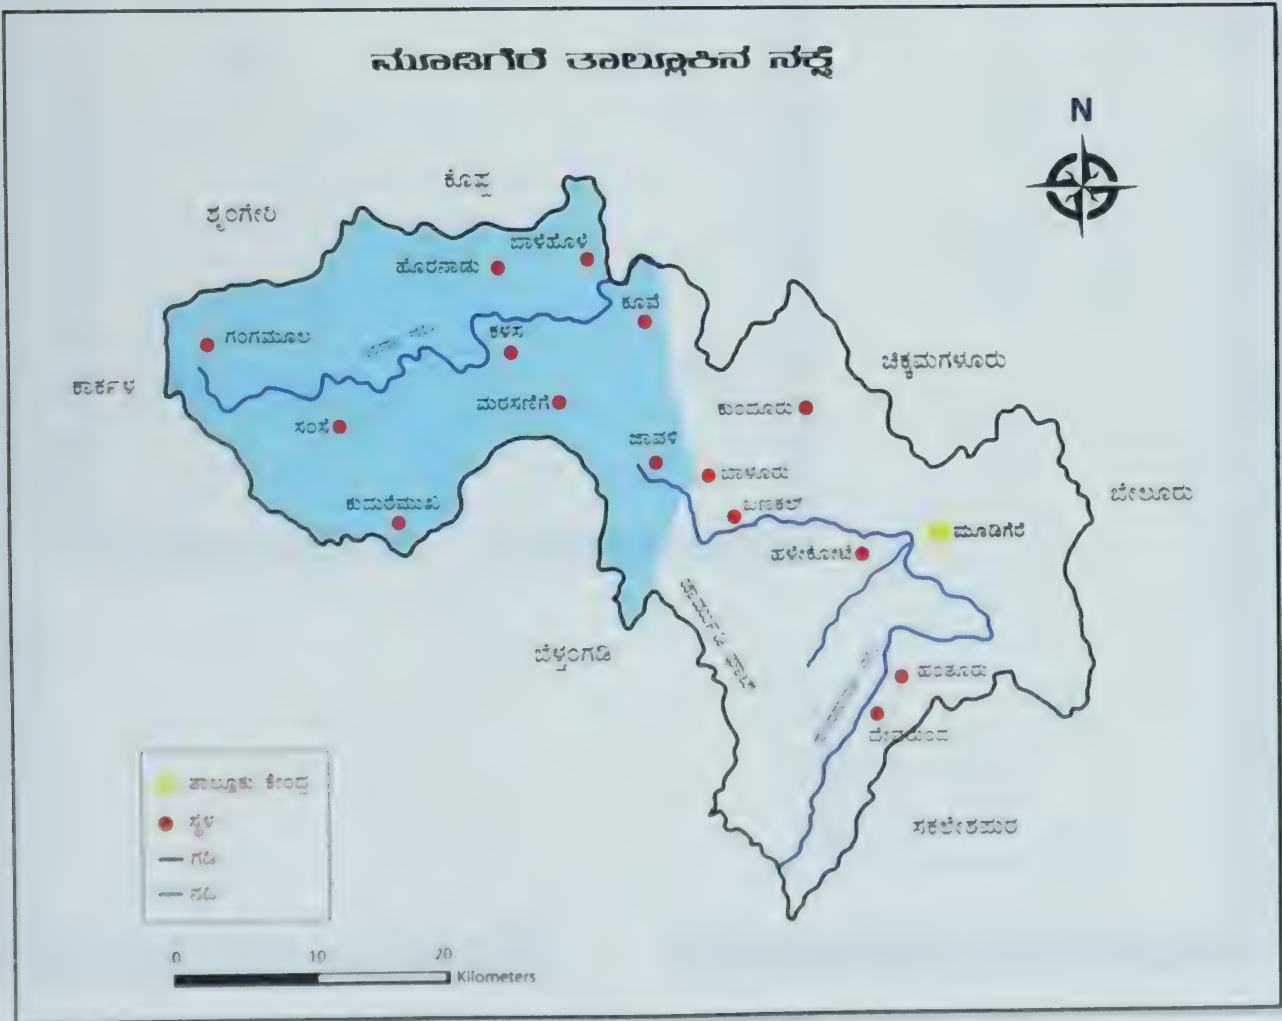 ಮೂಡಿಗೆರೆ ತಾಲ್ಲೂಕಿನ ನಕ್ಷೆ
N
ಕೊಪ್ಪ
ಶೃಂಗೇರಿ
ಬಾಳೆಹೊಳೆ
ಹೊರನಾಡು
ಕೂವೆ
ಗಂಗಮೂಲ
ಕಳಸ
ಚಿಕ್ಕಮಗಳೂರು
ಕಾರ್ಕಳ
ಮರಸಣಿಗೆ
ಕುಂದೂರು
ಸಂಸೆ
ಜಾವಳಿ
ಬಾಳೂರು
ಬೇಲೂರು
ಕುದುರೆಮುಖ
ಬಣಕಲ್
ಮೂಡಿಗೆರೆ
ಹಳೇಕೋಟೆ
ಚಾರ್ಮುಡಿ ಘಾಟ್
ಬೆಳ್ತಂಗಡಿ
ಹಂತೂರು
ದೇವರುಂದ
ತಾಲ್ಲೂಕು ಕೇಂದ್ರ
ಸ್ಥಳ
ಸಕಲೇಶಪುರ
ಗಡಿ
ನದಿ
0 10 20
Kilometers